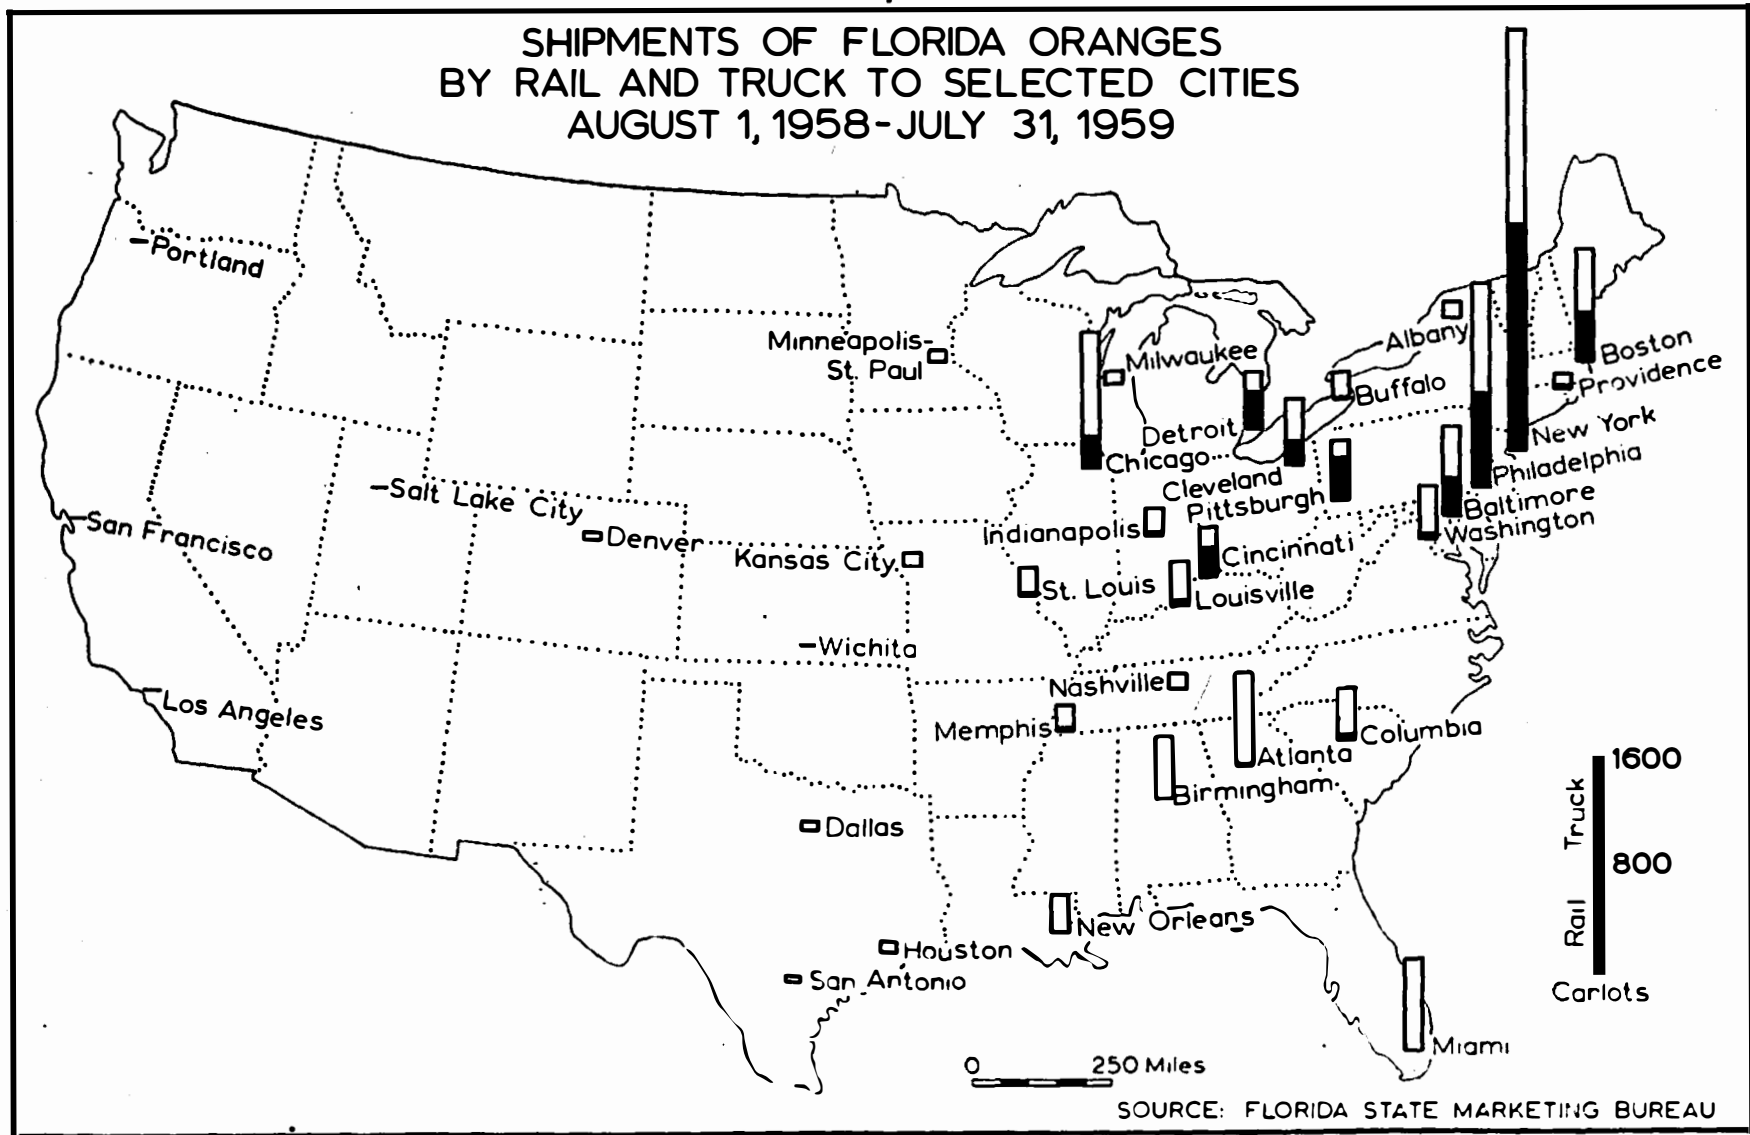 SHIPMENTS OF FLORIDA ORANGES
BY RAIL AND TRUCK TO SELECTED CITIES
AUGUST 1, 1958-JULY 31, 1959
Portland
Minneapolis-
St. Paul
Milwaukee
Albany
Boston
Providence
Buffalo
New York
Detroit
Chicago
Philadelphia
Cleveland
Pittsburgh
Baltimore
Washington
Salt Lake City
San Francisco
Denver
Kansas City
Indianapolis
Cincinnati
St. Louis
Louisville
Wichita
Nashville
Los Angeles
Memphis
Columbia
Atlanta
Birmingham
Dallas
New Orleans
Houston
San Antonio
Miami
1600
Truck
800
Rail
Carlots
0 250 Miles
SOURCE: FLORIDA STATE MARKETING BUREAU